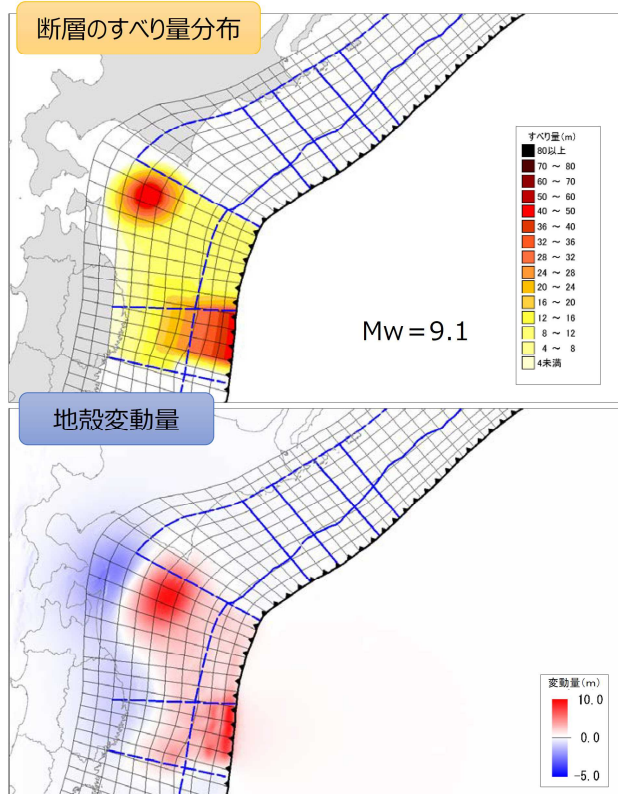 断層のすべり量分布
すべり量(m)
80以上
70 ～ 80
60 ～ 70
50 ～ 60
40 ～ 50
36 ～ 40
32 ～ 36
28 ～ 32
24 ～ 28
20 ～ 24
16 ～ 20
12 ～ 16
8 ～ 12
4 ～ 8
4未満
Mw＝9.1
地殻変動量
変動量(m)
10.0
0.0
-5.0